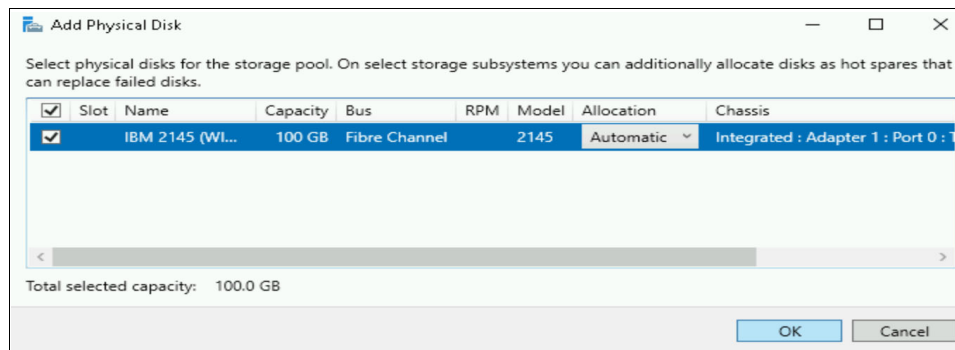 Add Physical Disk
Select physical disks for the storage pool. On select storage subsystems you can additionally allocate disks as hot spares that
can replace failed disks.
Slot Name Capacity Bus RPM Model Allocation Chassis
IBM 2145 (WI... 100 GB Fibre Channel 2145 Automatic Integrated : Adapter 1 : Port 0 : T
Total selected capacity: 100.0 GB
OK Cancel